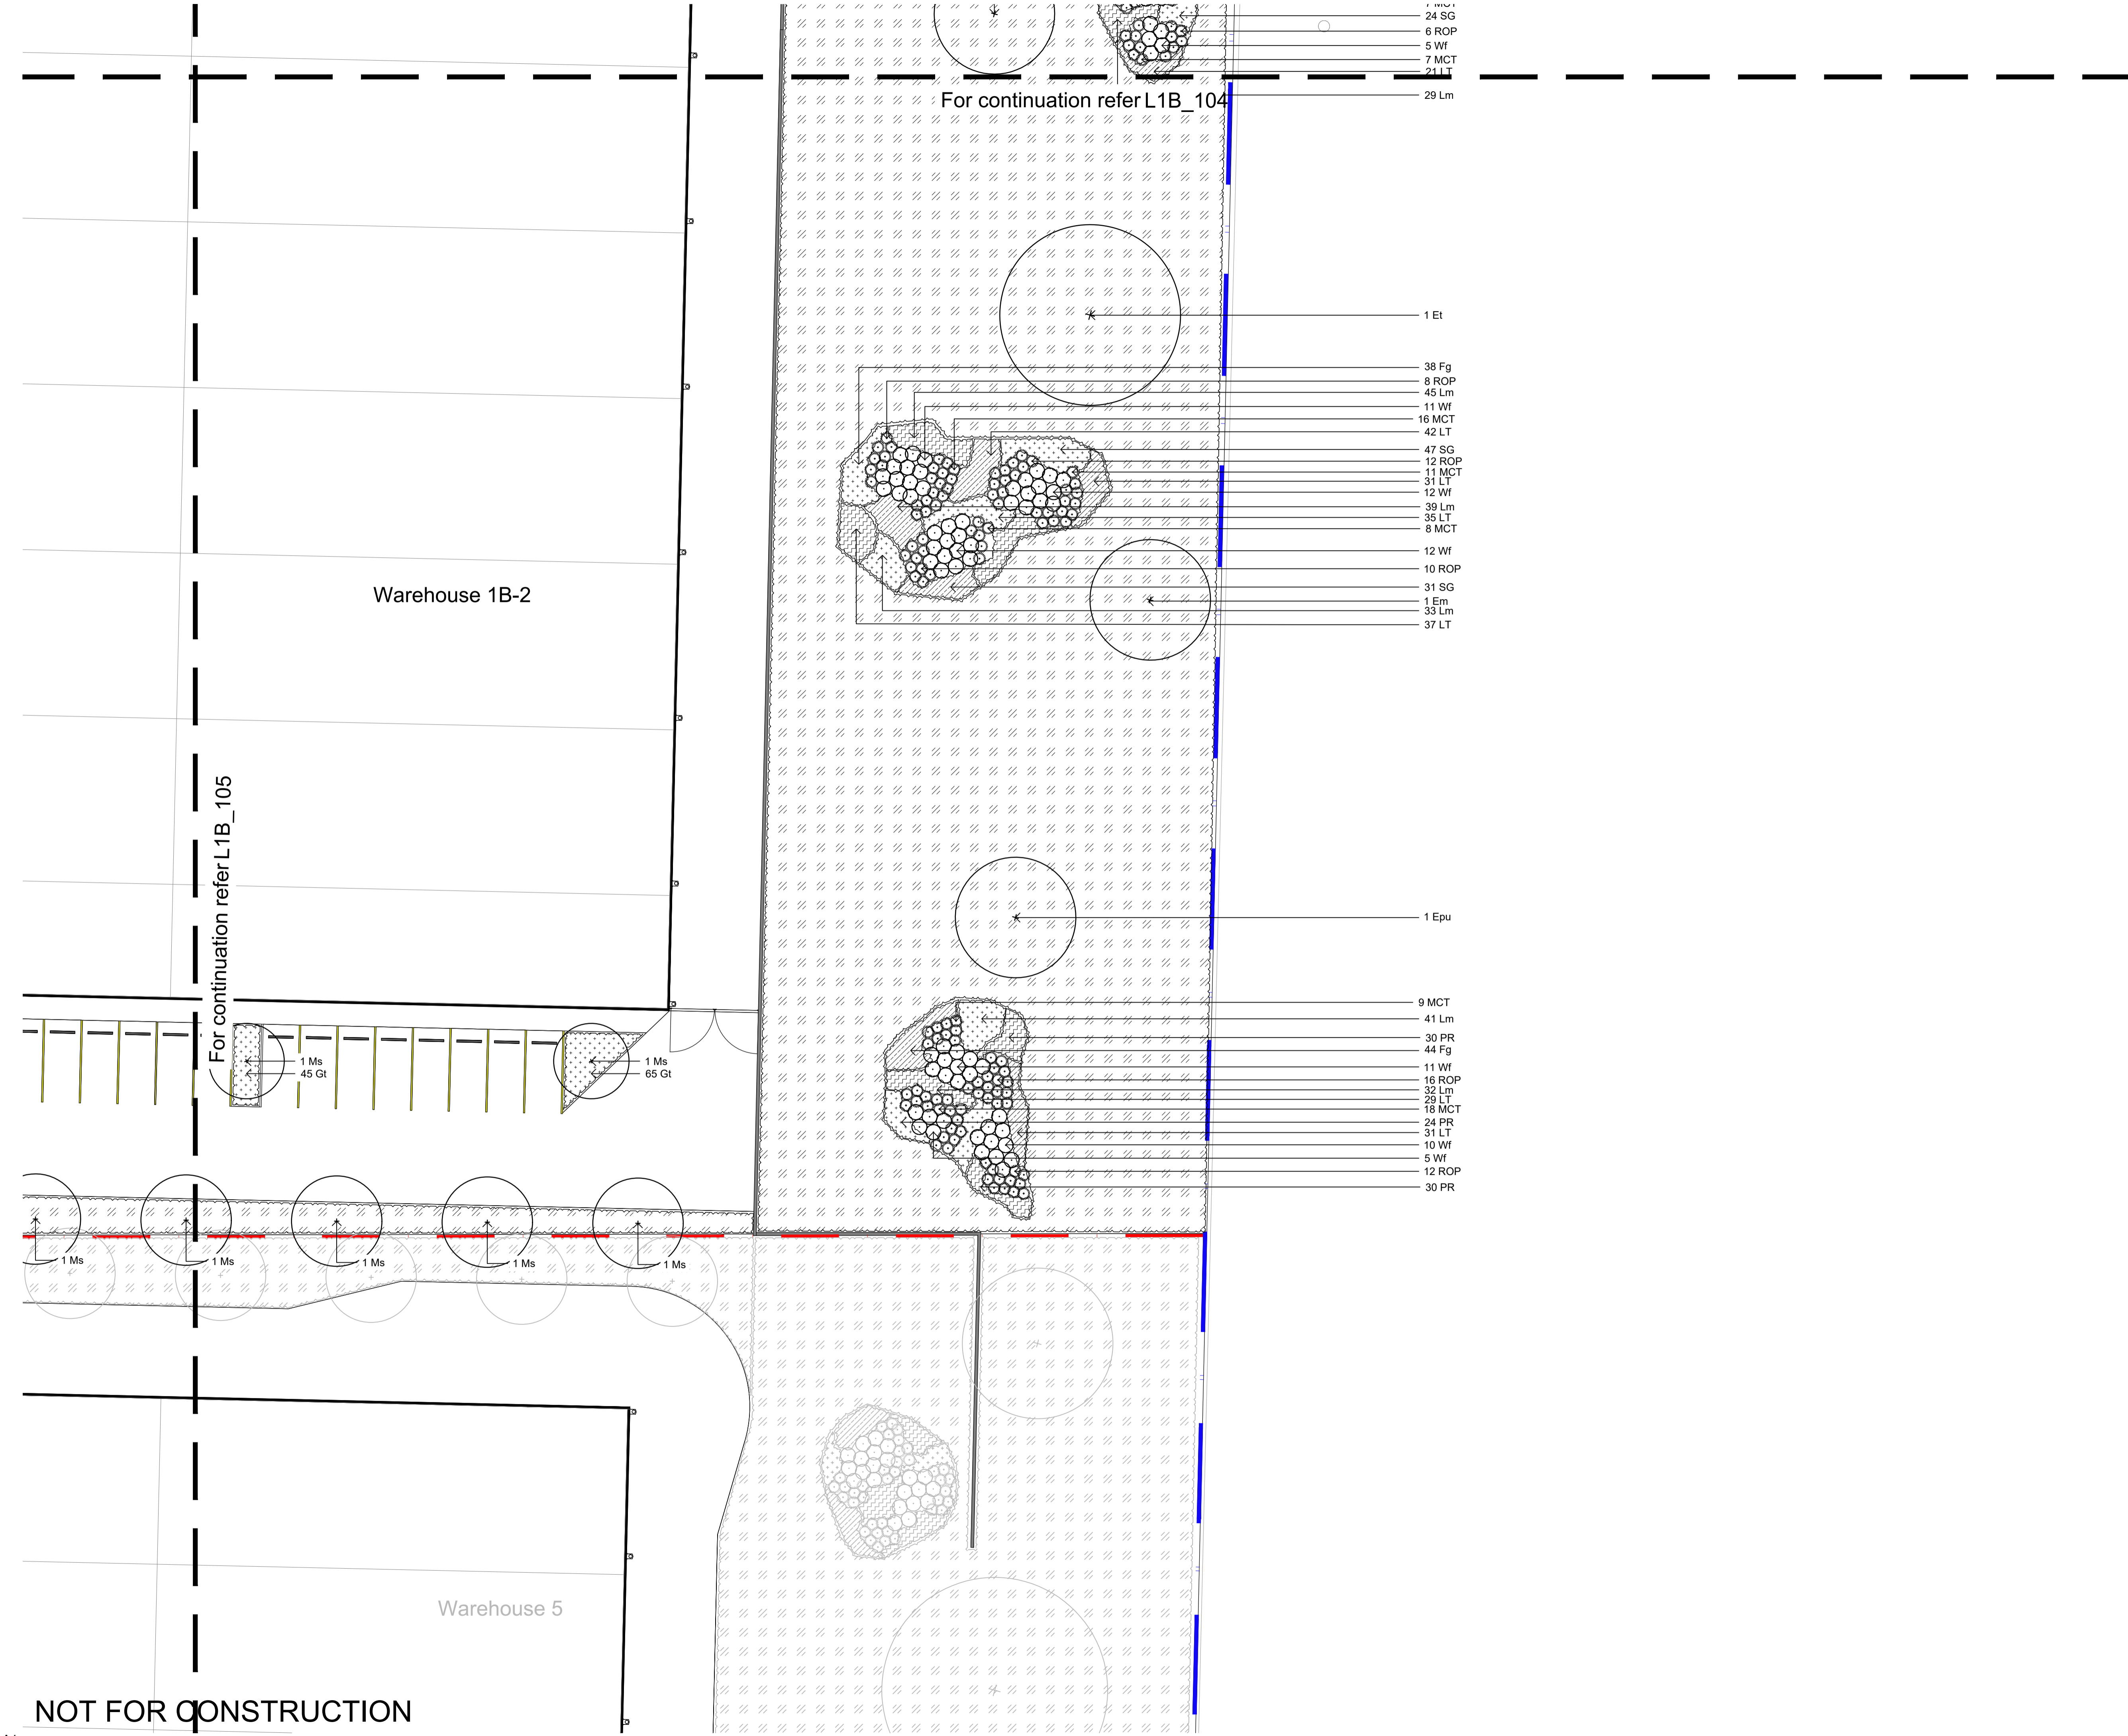 7 MCT
24 SG
6 ROP
5 Wf
7 MCT
21 LT
29 Lm
For continuation refer L1B_104
1 Et
38 Fg
8 ROP
45 Lm
11 Wf
16 MCT
42 LT
47 SG
12 ROP
11 MCT
31 LT
12 Wf
39 Lm
35 LT
8 MCT
12 Wf
10 ROP
31 SG
1 Em
33 Lm
37 LT
Warehouse 1B-2
For continuation refer L1B_105
1 Epu
9 MCT
41 Lm
30 PR
44 Fg
11 Wf
16 ROP
32 Lm
29 LT
18 MCT
24 PR
31 LT
10 Wf
5 Wf
12 ROP
30 PR
1 Ms
45 Gt
1 Ms
65 Gt
1 Ms
1 Ms
1 Ms
1 Ms
1 Ms
Warehouse 5
NOT FOR CONSTRUCTION